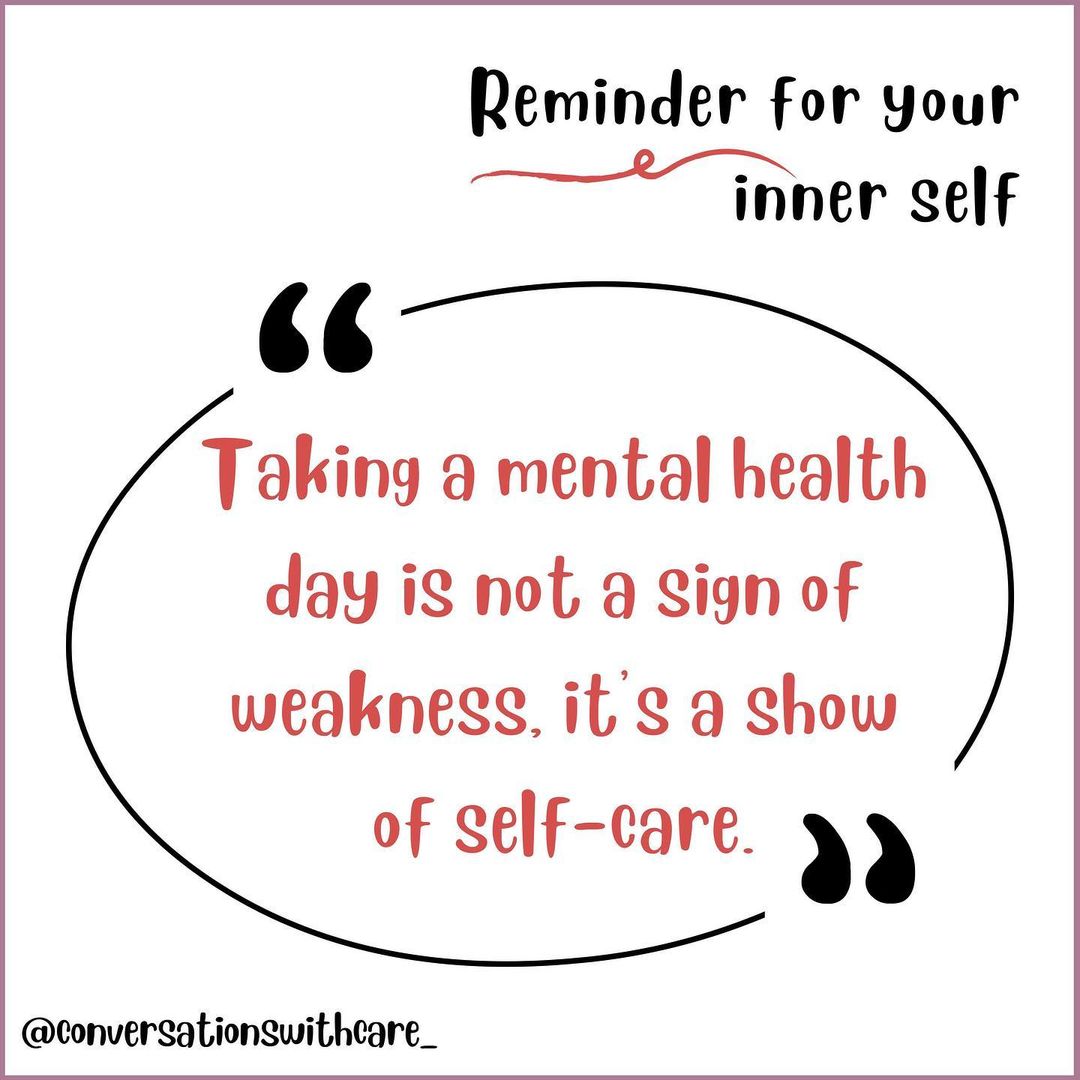 Reminder for your
inner self
“
Taking a mental health
day is not a sign of
weakness, it's a show
of self-care.
”
@conversationswithcare_